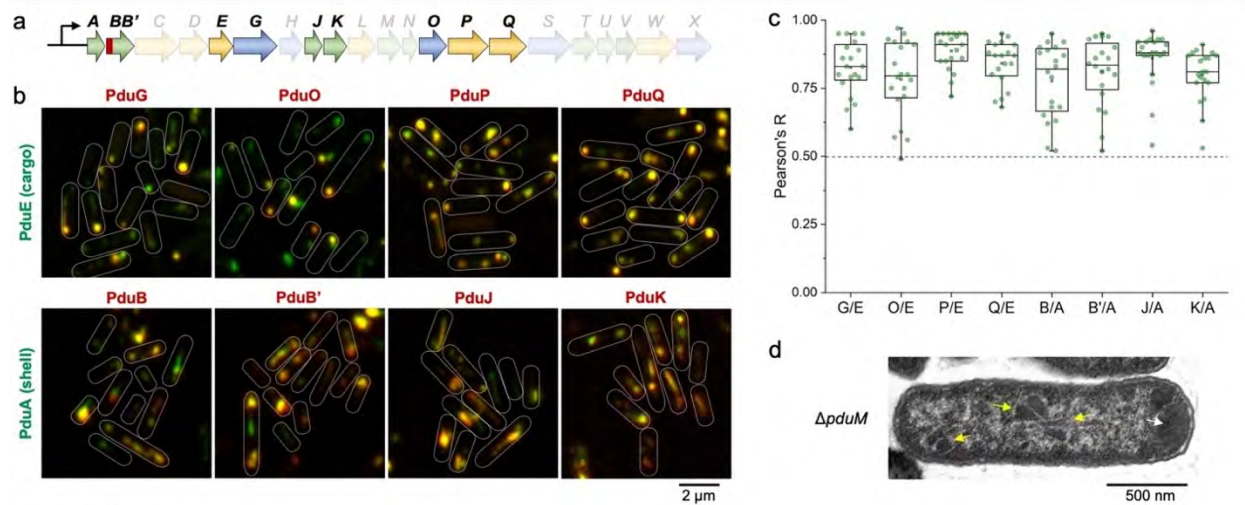 a
A BB' C D E G H J K L M N O P Q S T U V W X
b
PduG PduO PduP PduQ
PduE (cargo)
PduB PduB' PduJ PduK
PduA (shell)
2 µm
c
Pearson's R
1.00
0.75
0.50
0.25
0.00
G/E O/E P/E Q/E B/A B'/A J/A K/A
d
ΔpduM
500 nm